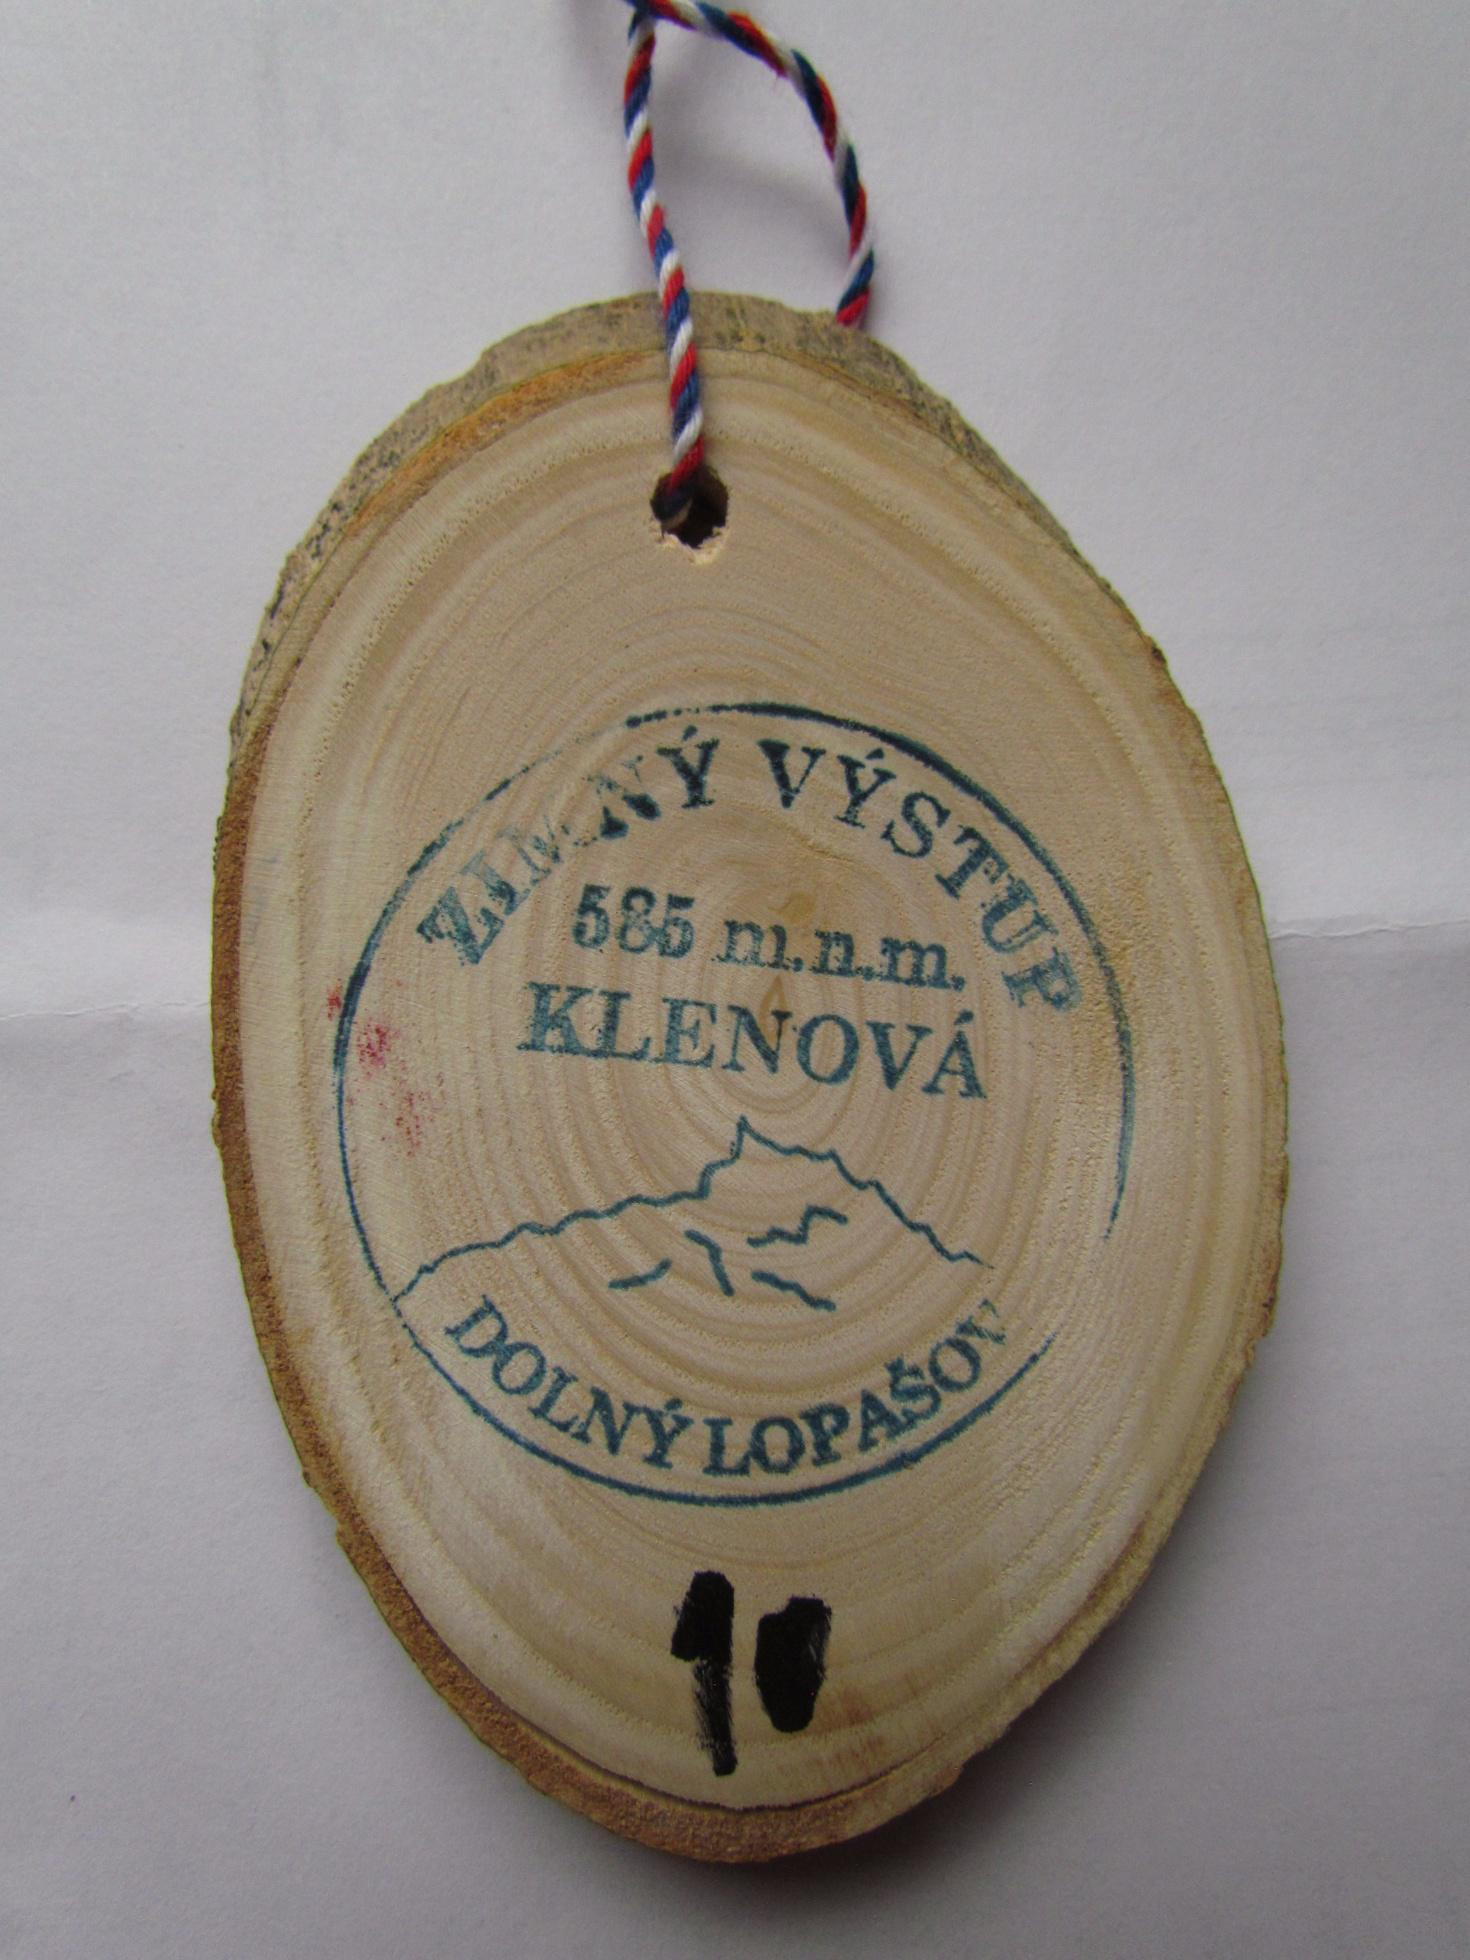 ZIMNÝ VÝSTUP
585 m.n.m.
KLENOVÁ
DOLNÝ LOPAŠOV
10